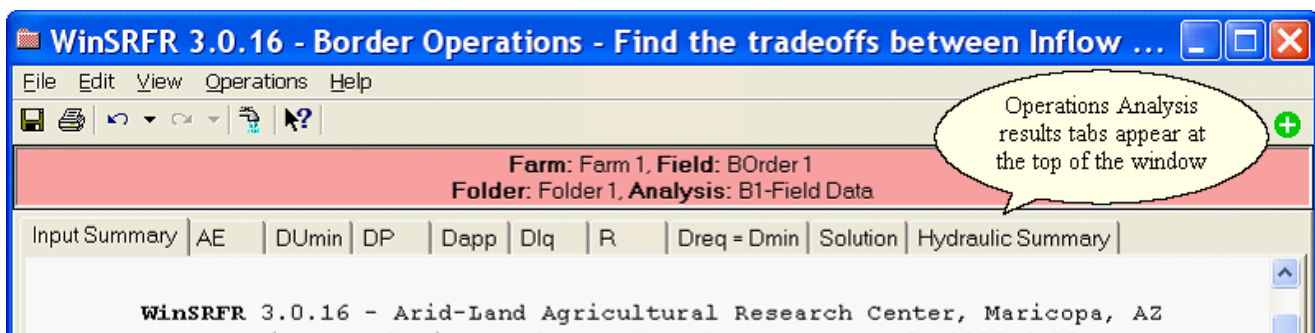 WinSRFR 3.0.16 - Border Operations - Find the tradeoffs between Inflow ...
File Edit View Operations Help
Operations Analysis
results tabs appear at
the top of the window
Farm: Farm 1, Field: BOrder 1
Folder: Folder 1, Analysis: B1-Field Data
Input Summary AE DUmin DP Dapp Dlq R Dreq = Dmin Solution Hydraulic Summary
WinSRFR 3.0.16 - Arid-Land Agricultural Research Center, Maricopa, AZ